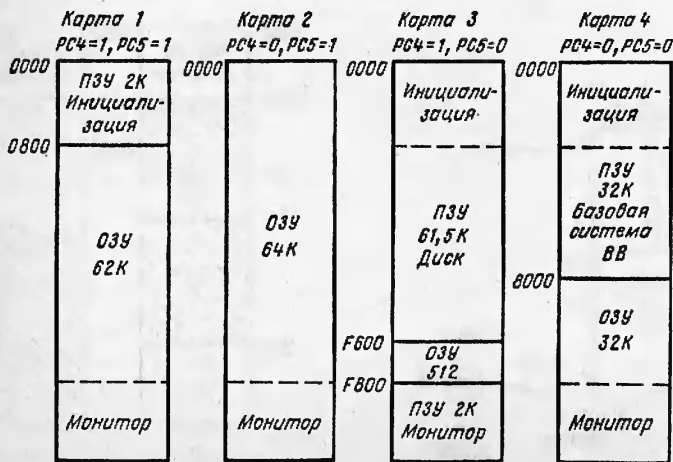 Карта 1
PC4=1, PC5=1
0000
ПЗУ 2К
Инициали-
зация
0800
ОЗУ
62К
Монитор
Карта 2
PC4=0, PC5=1
0000
ОЗУ
64К
Монитор
Карта 3
PC4=1, PC5=0
0000
Инициали-
зация
ПЗУ
61,5К
Диск
F600
ОЗУ
512
F800
ПЗУ 2К
Монитор
Карта 4
PC4=0, PC5=0
0000
Инициали-
зация
ПЗУ
32К
Базовая
система
ВВ
8000
ОЗУ
32К
Монитор